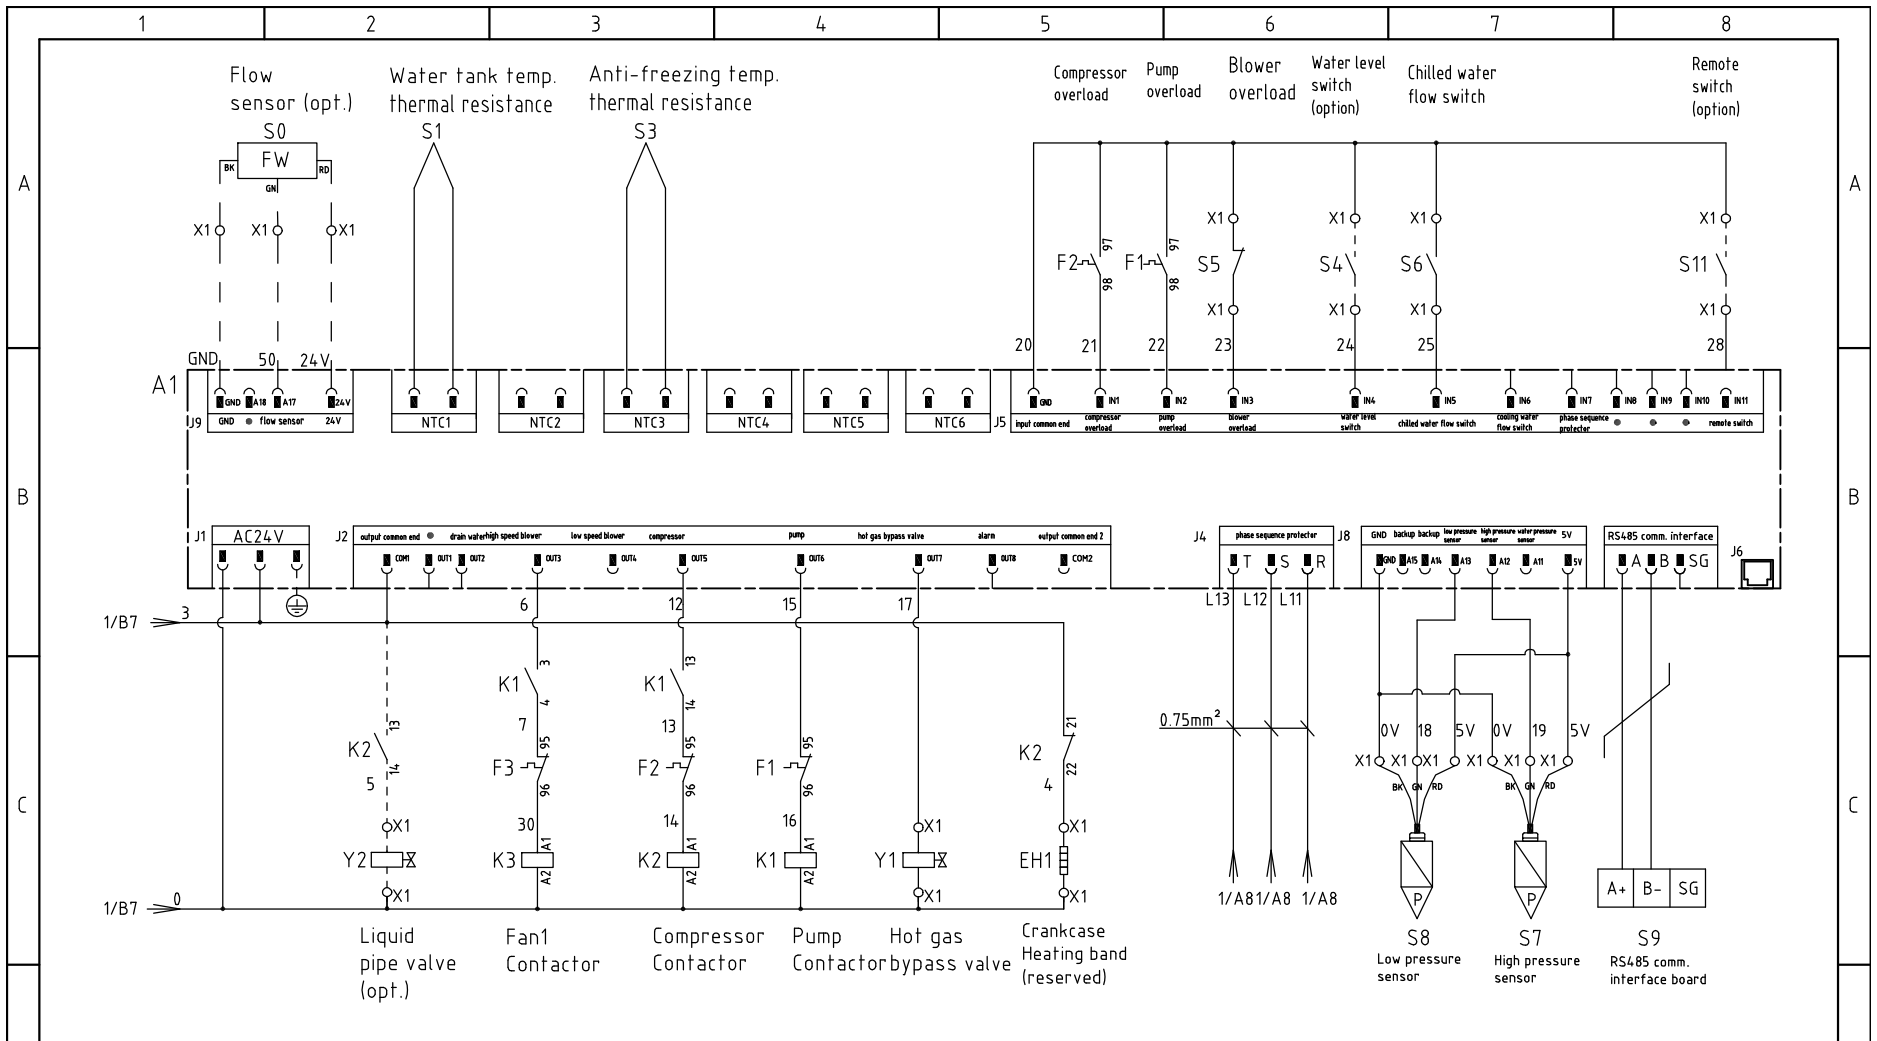 1 2 3 4 5 6 7 8
Flow
sensor (opt.)
Water tank temp.
thermal resistance
Anti-freezing temp.
thermal resistance
Compressor
overload
Pump
overload
Blower
overload
Water level
switch
(option)
Chilled water
flow switch
Remote
switch
(option)
S0 S1 S3
FW
BK GN RD
A A
X1 X1 X1
X1 X1 X1 X1
F2 97 98
F1 97 98
S5 S4 S6 S11
X1 X1 X1 X1
GND 50 24V
20 21 22 23 24 25 28
A1
GND A18 A17 24V
J9 GND flow sensor 24V
NTC1 NTC2 NTC3 NTC4 NTC5 NTC6
J5
GND IN1 IN2 IN3 IN4 IN5 IN6 IN7 IN8 IN9 IN10 IN11
input common end
compressor
overload
pump
overload
blower
overload
water level
switch
chilled water flow switch
cooling water
flow switch
phase sequence
protector
remote switch
B B
J1 AC24V
J2 output common end drain water high speed blower low speed blower compressor pump hot gas bypass valve alarm output common end 2
COM1 OUT1 OUT2 OUT3 OUT4 OUT5 OUT6 OUT7 OUT8 COM2
J4 phase sequence protector
T S R
J8 GND backup backup
low pressure
sensor
high pressure
sensor
water pressure
sensor
5V
GND A15 A14 A13 A12 A11 5V
RS485 comm. interface
A B SG
J6
1/B7 3
6 12 15 17
L13 L12 L11
K1 3 4
K1 13 14
7 13
K2 13 14
5
F3 95 96
F2 95 96
F1 95 96
K2 21 22
4
0.75mm²
0V 18 5V 0V 19 5V
X1 X1 X1 X1 X1 X1
BK GN RD BK GN RD
C C
30 14 16
X1 X1 X1
Y2
K3 A1 A2
K2 A1 A2
K1 A1 A2
Y1
EH1
X1 X1 X1
1/B7 0
1/A8 1/A8 1/A8
P P
A+ B- SG
Liquid
pipe valve
(opt.)
Fan1
Contactor
Compressor
Contactor
Pump
Contactor
Hot gas
bypass valve
Crankcase
Heating band
(reserved)
S8
Low pressure
sensor
S7
High pressure
sensor
S9
RS485 comm.
interface board